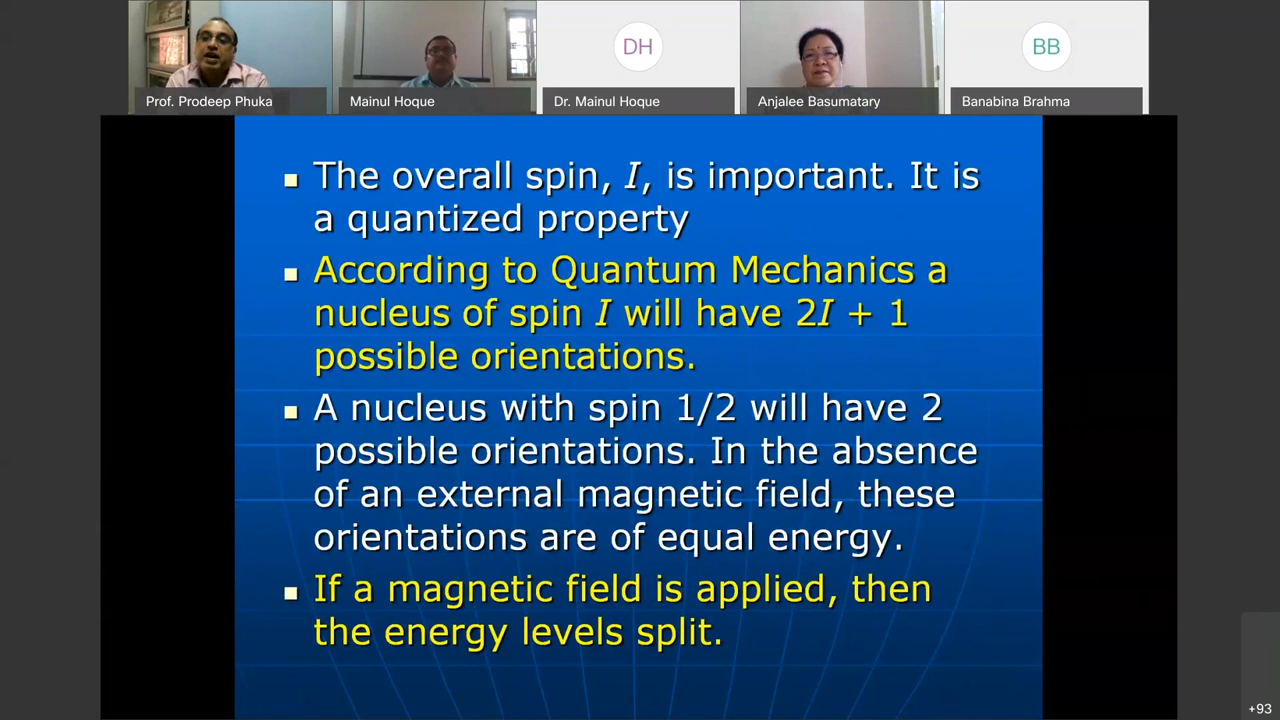 DH
BB
Prof. Prodeep Phuka
Mainul Hoque
Dr. Mainul Hoque
Anjalee Basumatary
Banabina Brahma
▪ The overall spin, I, is important. It is
a quantized property
▪ According to Quantum Mechanics a
nucleus of spin I will have 2I + 1
possible orientations.
▪ A nucleus with spin 1/2 will have 2
possible orientations. In the absence
of an external magnetic field, these
orientations are of equal energy.
▪ If a magnetic field is applied, then
the energy levels split.
+93